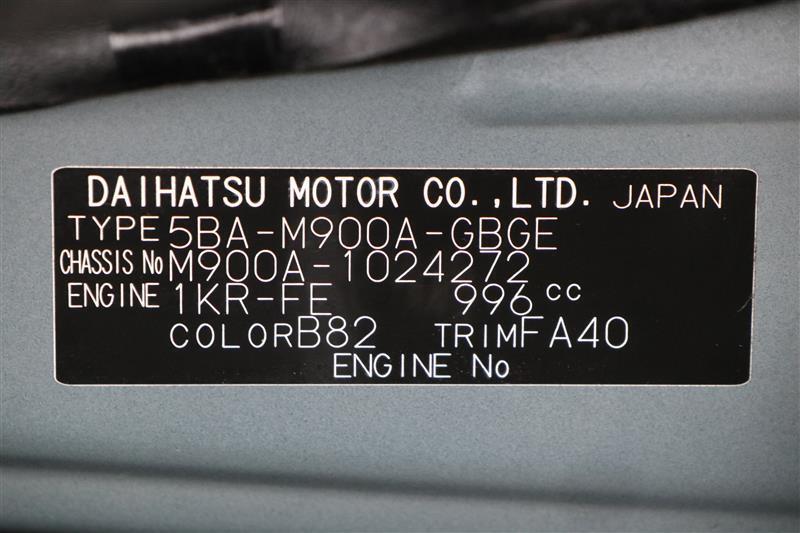 DAIHATSU MOTOR CO.,LTD. JAPAN
TYPE 5BA-M900A-GBGE
CHASSIS No M900A-1024272
ENGINE 1KR-FE 996 cc
COLOR B82 TRIM FA40
ENGINE No